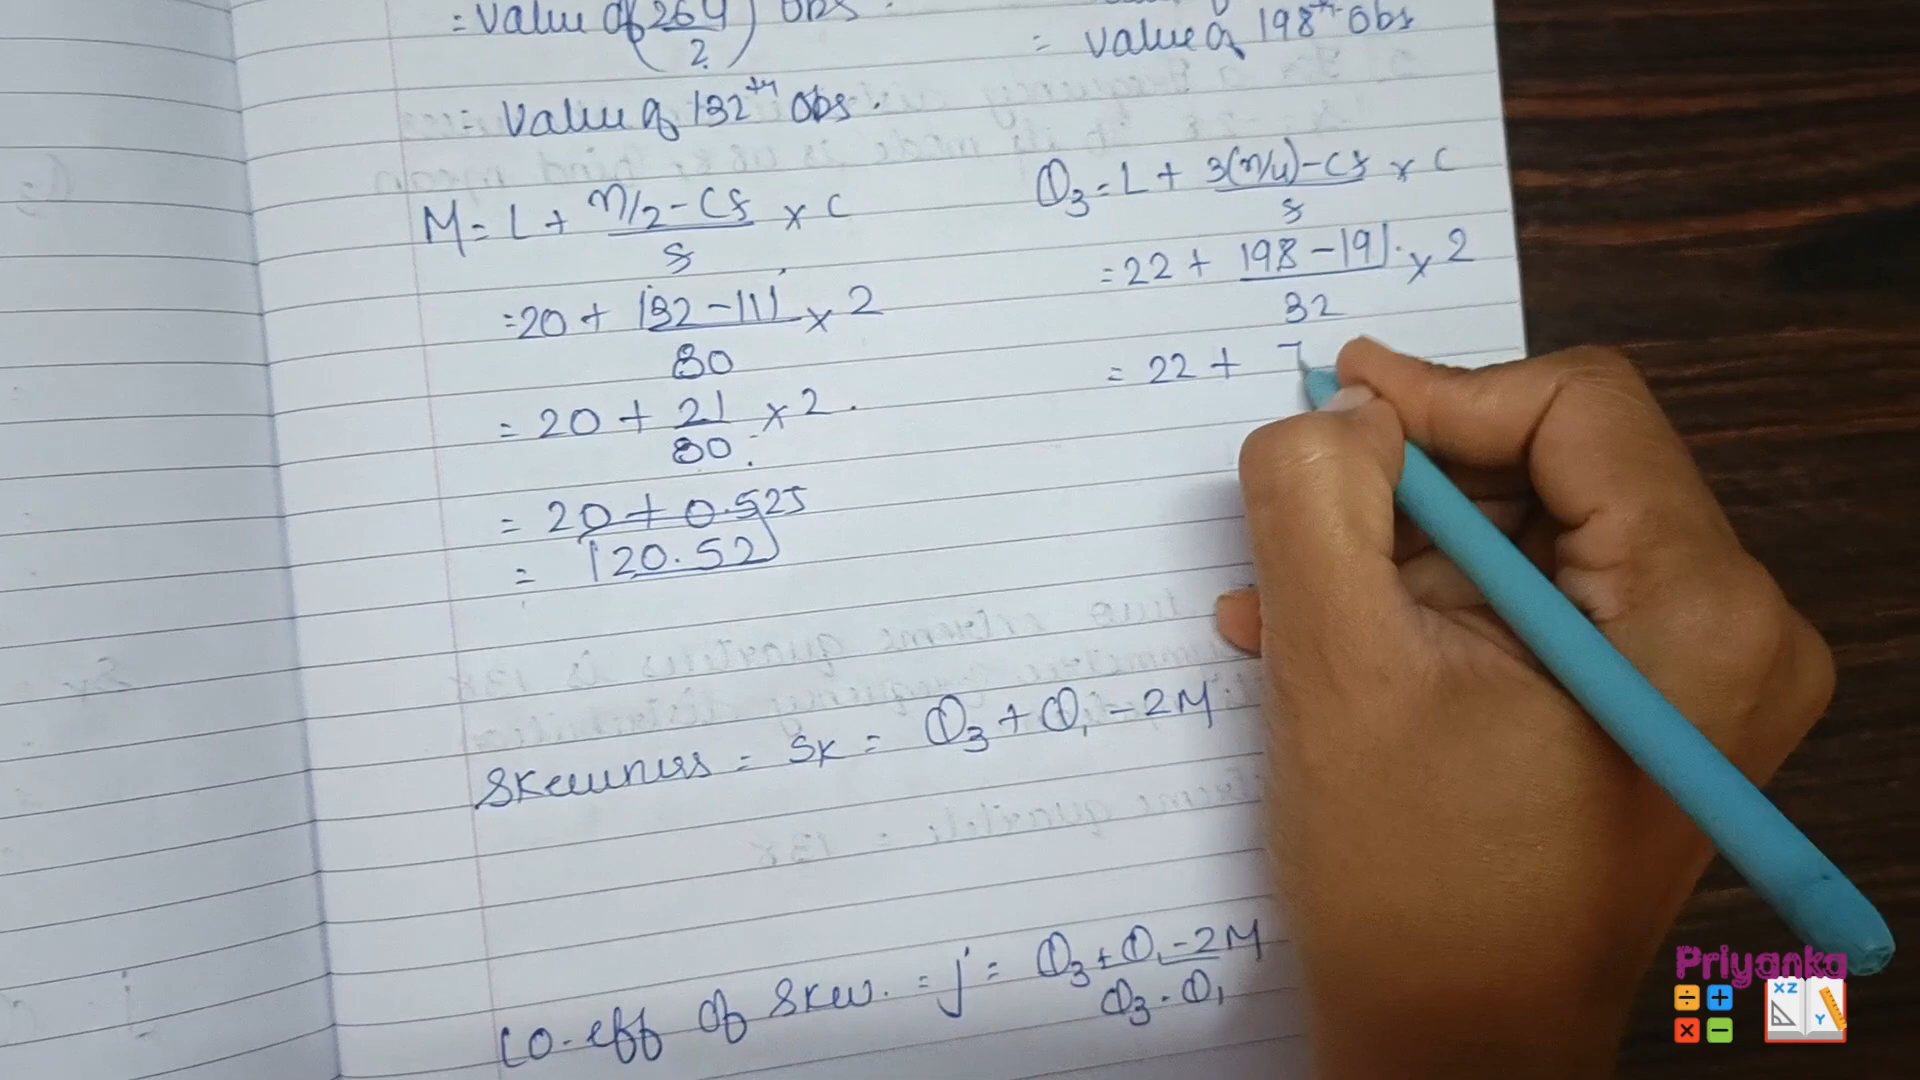 = Value of (264/2) obs.
= Value of 132th obs.
M = L + n/2 - cf / f × c
= 20 + 132 - 111 / 80 × 2
= 20 + 21 / 80 × 2.
= 20 + 0.525
= 20.52
= value of 198th obs
Q3 = L + 3(n/4) - cf / f × c
= 22 + 198 - 191 / 32 × 2
= 22 + 7
Skewness = Sk = Q3 + Q1 - 2M
Co-eff of Skew. = j = Q3 + Q1 - 2M / Q3 - Q1
Priyanka
XZ
Y